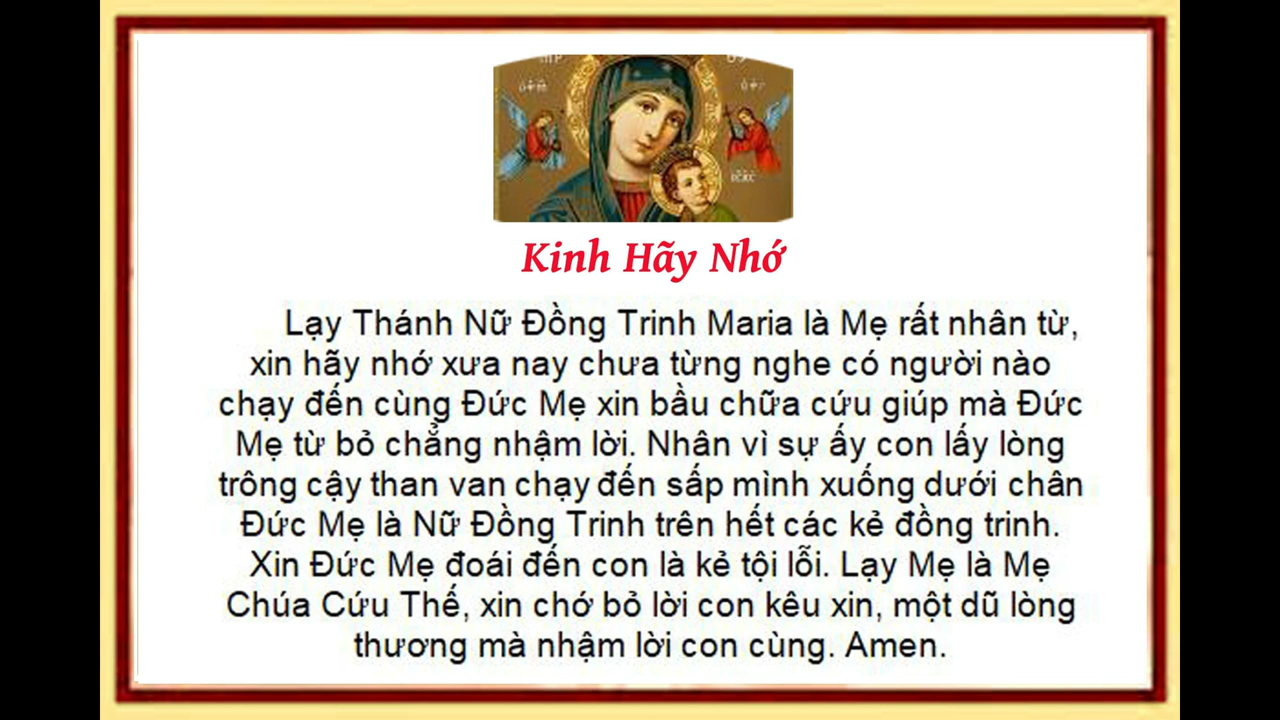 Kinh Hãy Nhớ
Lạy Thánh Nữ Đồng Trinh Maria là Mẹ rất nhân từ,
xin hãy nhớ xưa nay chưa từng nghe có người nào
chạy đến cùng Đức Mẹ xin bầu chữa cứu giúp mà Đức
Mẹ từ bỏ chẳng nhậm lời. Nhân vì sự ấy con lấy lòng
trông cậy than van chạy đến sấp mình xuống dưới chân
Đức Mẹ là Nữ Đồng Trinh trên hết các kẻ đồng trinh.
Xin Đức Mẹ đoái đến con là kẻ tội lỗi. Lạy Mẹ là Mẹ
Chúa Cứu Thế, xin chớ bỏ lời con kêu xin, một dũ lòng
thương mà nhậm lời con cùng. Amen.